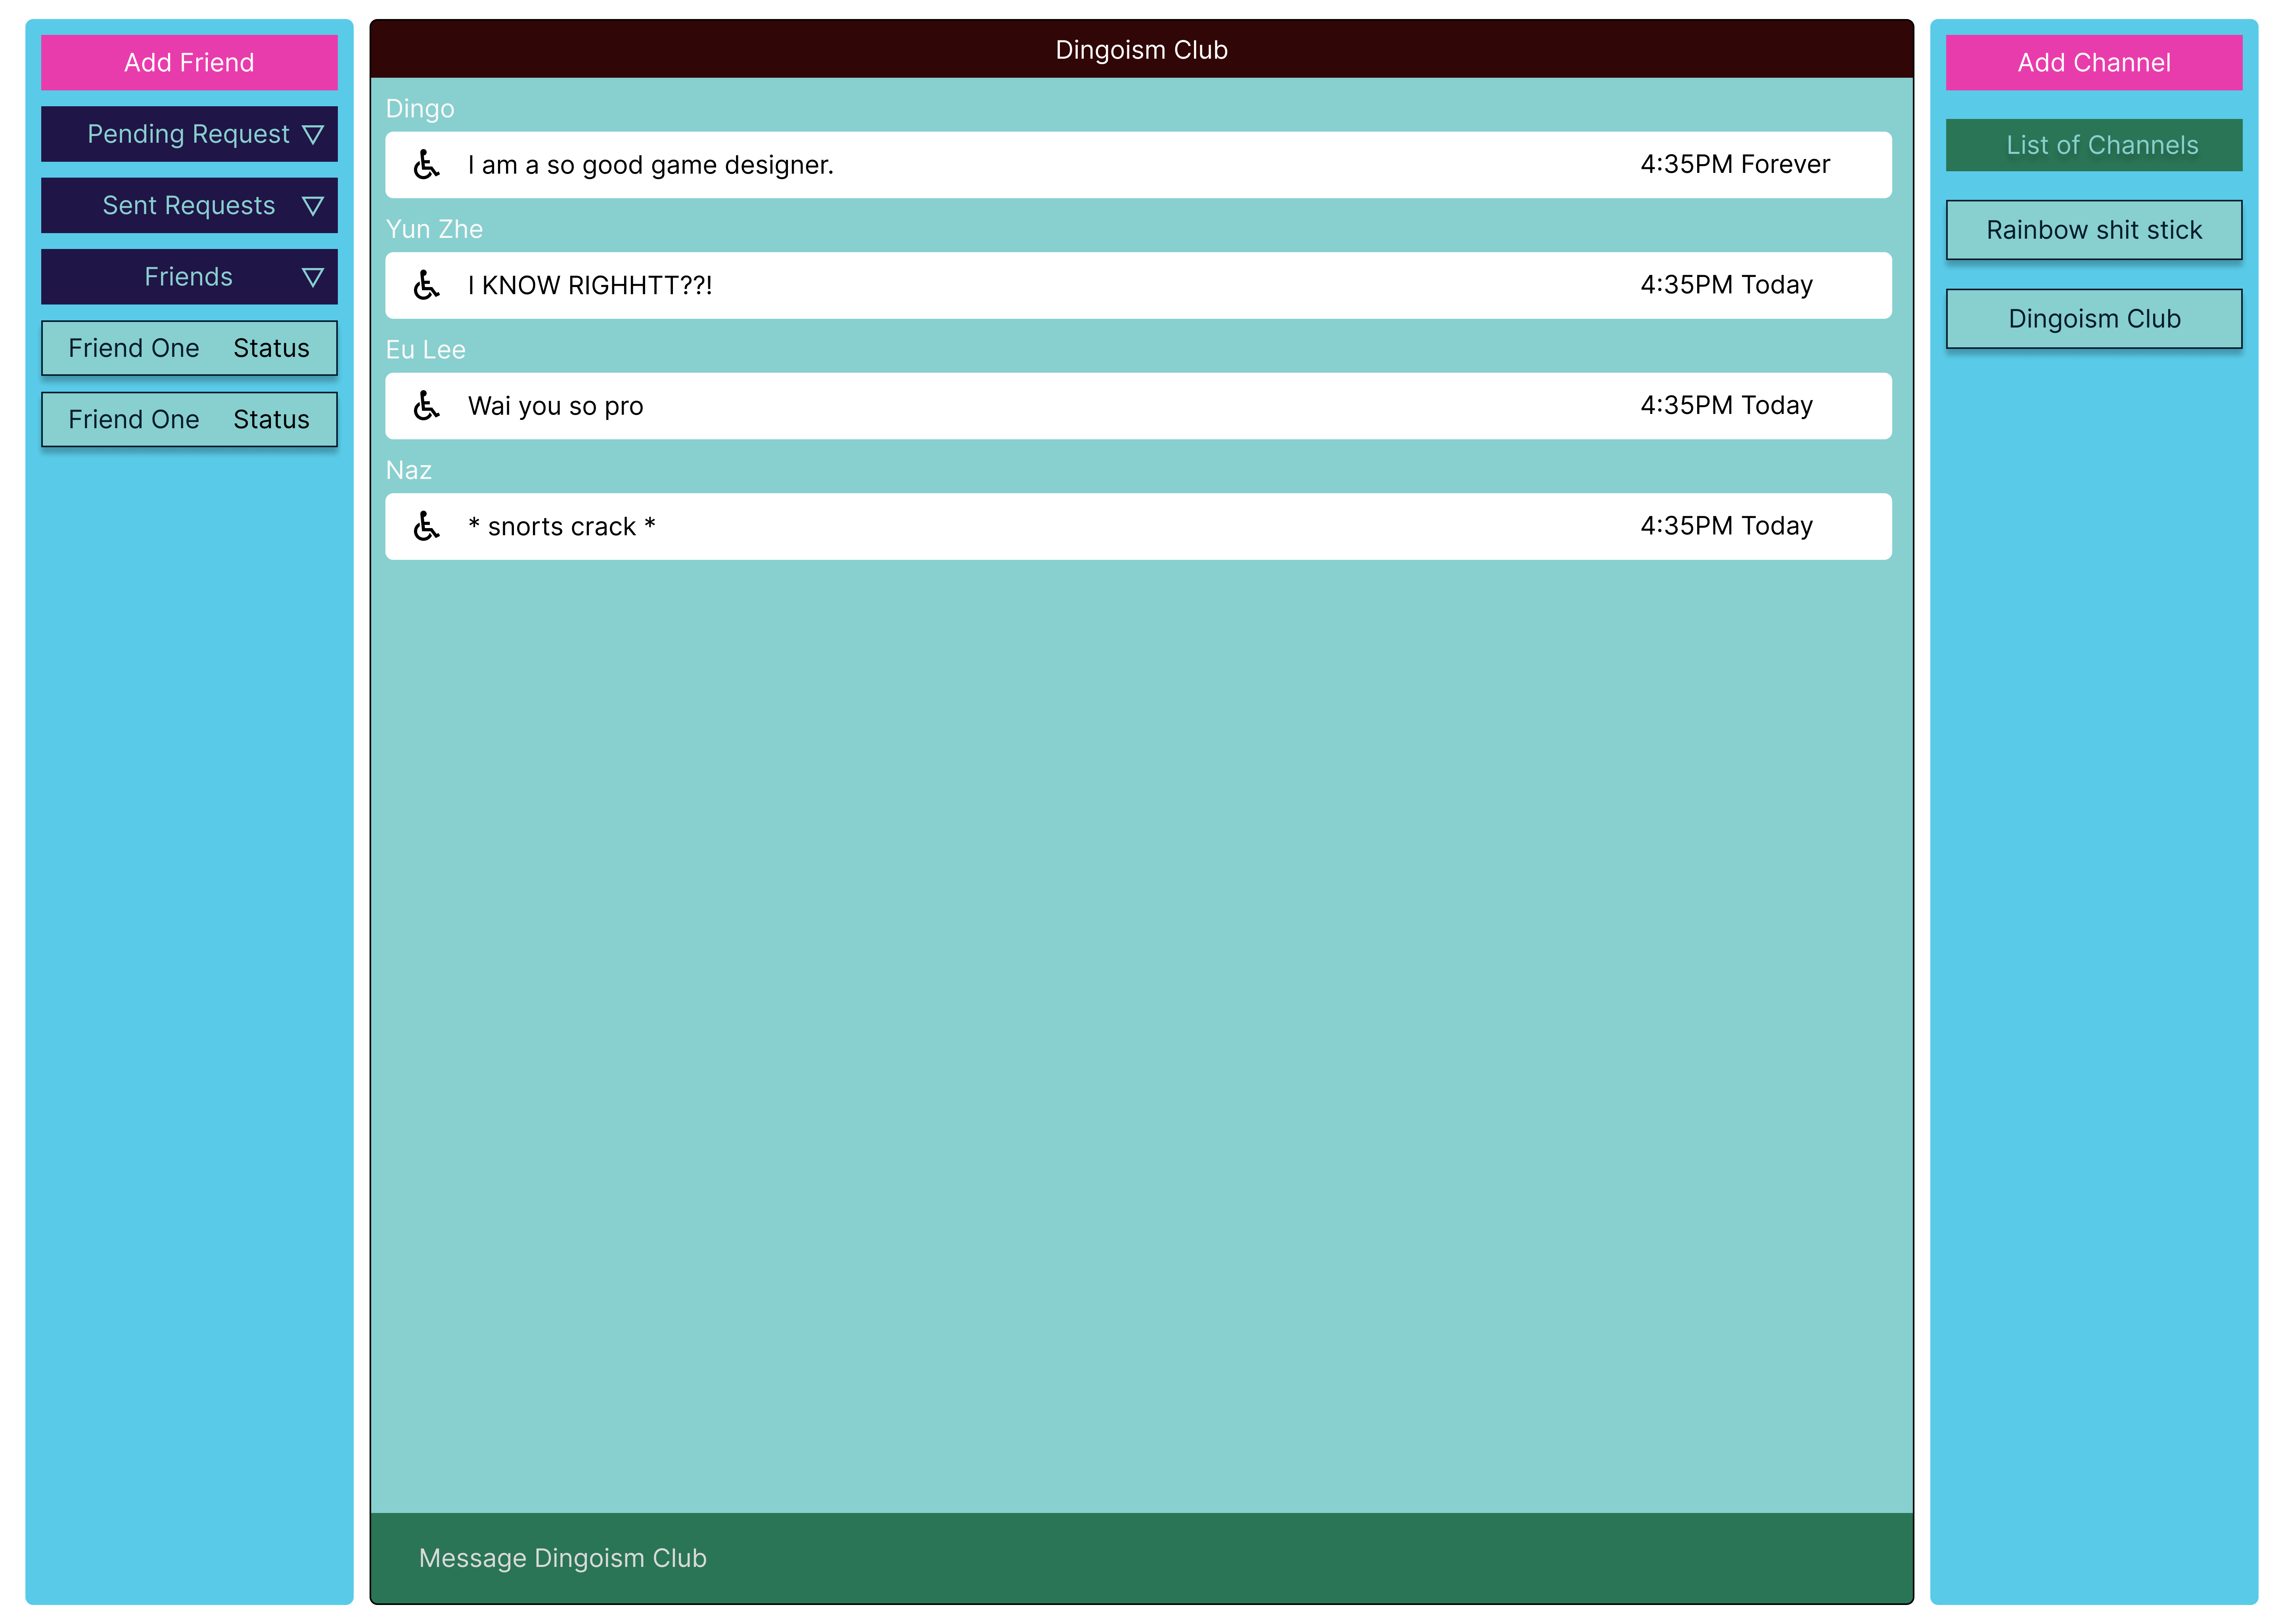 Add Friend
Pending Request
Sent Requests
Friends
Friend One Status
Friend One Status
Dingoism Club
Dingo
I am a so good game designer. 4:35PM Forever
Yun Zhe
I KNOW RIGHHTT??! 4:35PM Today
Eu Lee
Wai you so pro 4:35PM Today
Naz
* snorts crack * 4:35PM Today
Message Dingoism Club
Add Channel
List of Channels
Rainbow shit stick
Dingoism Club